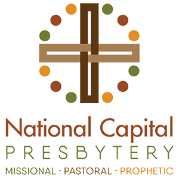 National Capital
PRESBYTERY
MISSIONAL · PASTORAL · PROPHETIC